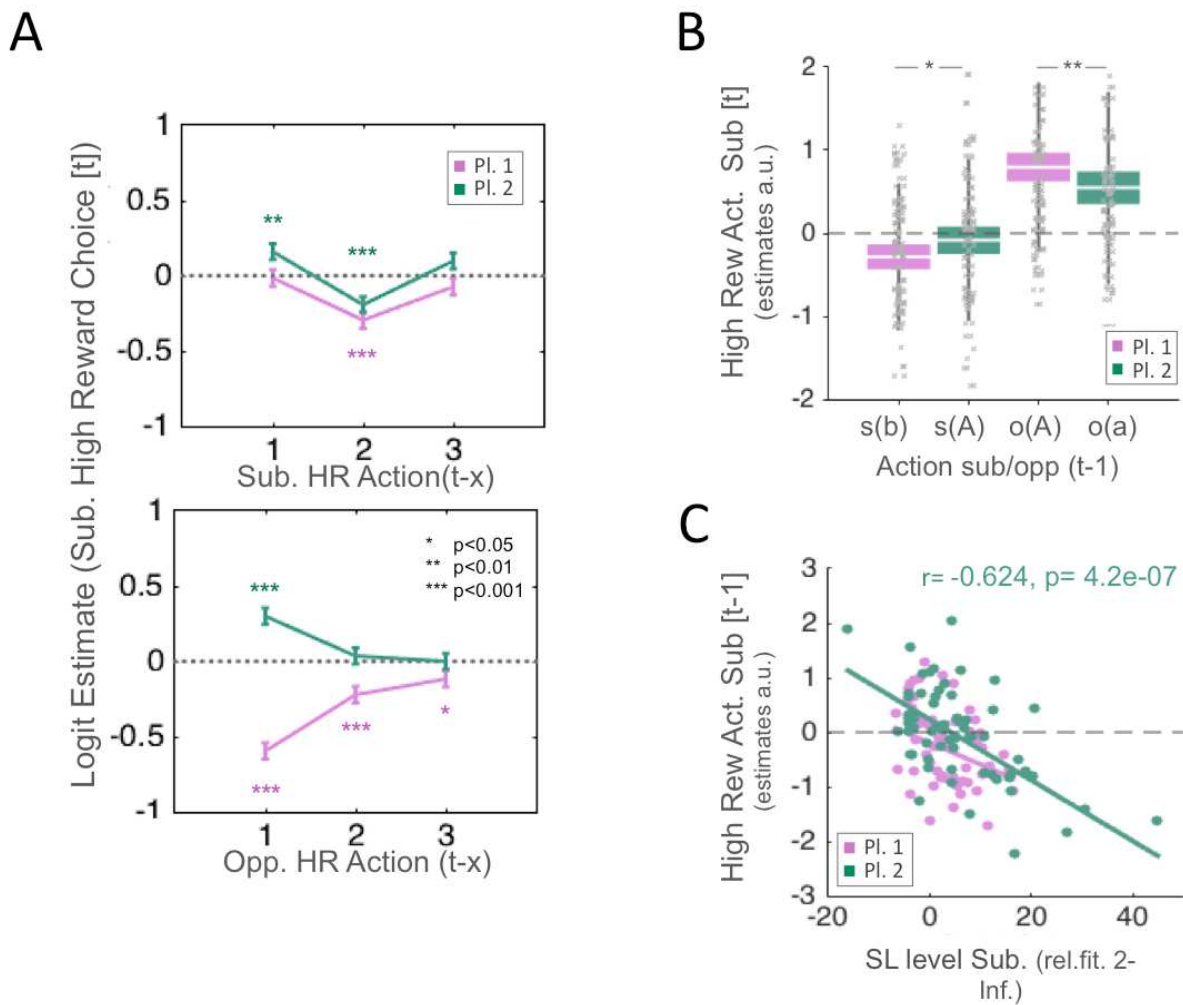 A
Logit Estimate (Sub. High Reward Choice [t])
1
0.5
0
-0.5
-1
Pl. 1
Pl. 2
**
***
***
1 2 3
Sub. HR Action(t-x)
1
0.5
0
-0.5
-1
* p<0.05
** p<0.01
*** p<0.001
***
***
***
*
1 2 3
Opp. HR Action (t-x)
B
High Rew Act. Sub [t]
(estimates a.u.)
2
1
0
-1
-2
*
**
Pl. 1
Pl. 2
s(b) s(A) o(A) o(a)
Action sub/opp (t-1)
C
High Rew Act. Sub [t-1]
(estimates a.u.)
3
2
1
0
-1
-2
-3
r= -0.624, p= 4.2e-07
Pl. 1
Pl. 2
-20 0 20 40
SL level Sub. (rel.fit. 2-
Inf.)